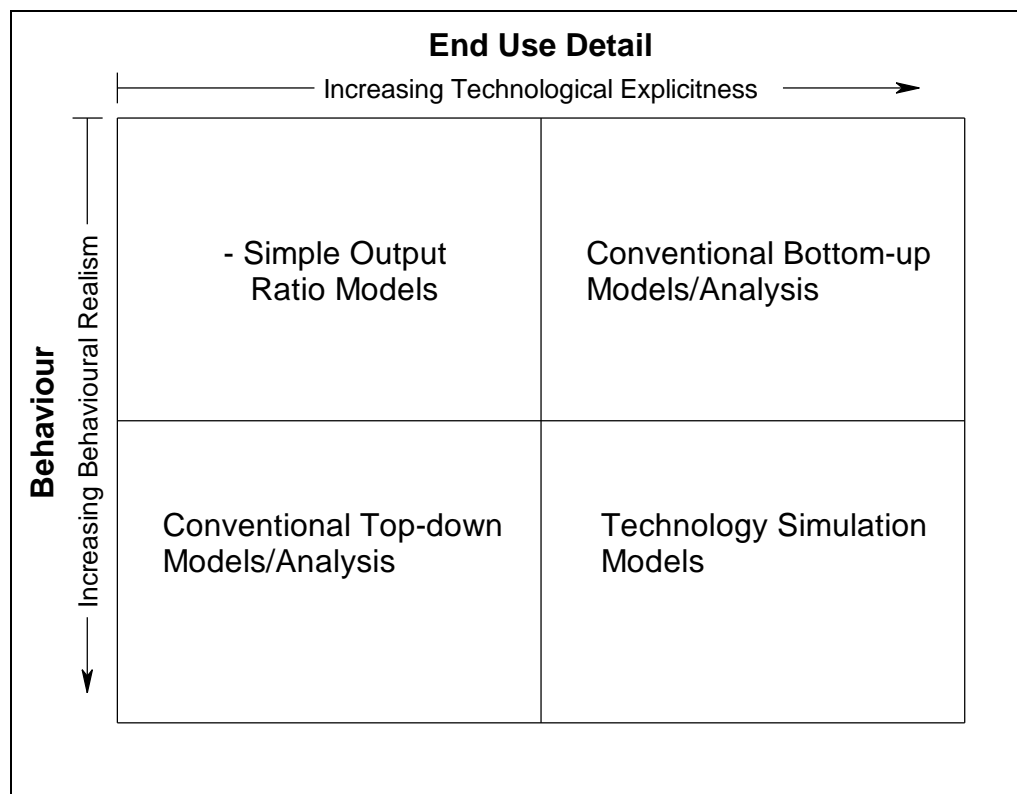 End Use Detail
Increasing Technological Explicitness
Behaviour
Increasing Behavioural Realism
- Simple Output
Ratio Models
Conventional Bottom-up
Models/Analysis
Conventional Top-down
Models/Analysis
Technology Simulation
Models